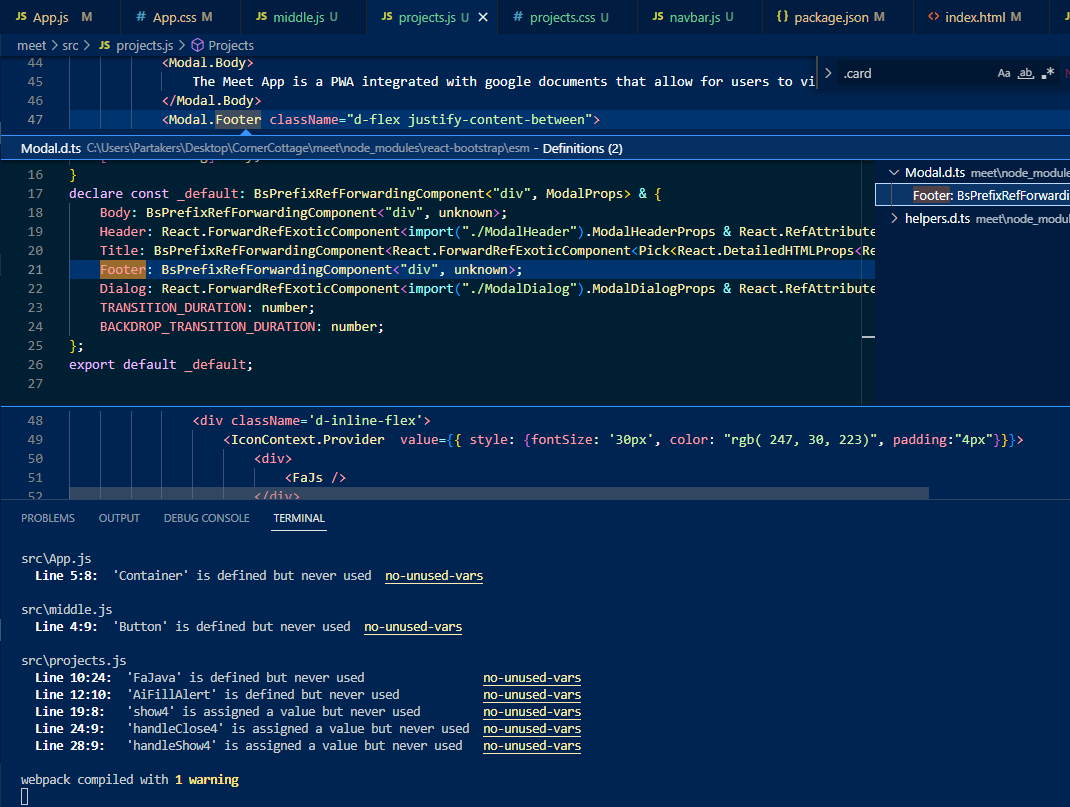 JS App.js M # App.css M JS middle.js U JS projects.js U # projects.css U JS navbar.js U {} package.json M <> index.html M
meet > src > JS projects.js > Projects
44 <Modal.Body>
45 The Meet App is a PWA integrated with google documents that allow for users to vi
.card Aa ab .*
46 </Modal.Body>
47 <Modal.Footer className="d-flex justify-content-between">
Modal.d.ts C:\Users\Partakers\Desktop\CornerCottage\meet\node_modules\react-bootstrap\esm - Definitions (2)
16 }
17 declare const _default: BsPrefixRefForwardingComponent<"div", ModalProps> & {
18 Body: BsPrefixRefForwardingComponent<"div", unknown>;
19 Header: React.ForwardRefExoticComponent<import("./ModalHeader").ModalHeaderProps & React.RefAttribute
20 Title: BsPrefixRefForwardingComponent<React.ForwardRefExoticComponent<Pick<React.DetailedHTMLProps<Re
21 Footer: BsPrefixRefForwardingComponent<"div", unknown>;
22 Dialog: React.ForwardRefExoticComponent<import("./ModalDialog").ModalDialogProps & React.RefAttribute
23 TRANSITION_DURATION: number;
24 BACKDROP_TRANSITION_DURATION: number;
25 };
26 export default _default;
27
Modal.d.ts meet\node_module
Footer: BsPrefixRefForwardi
helpers.d.ts meet\node_modul
48 <div className='d-inline-flex'>
49 <IconContext.Provider value={{ style: {fontSize: '30px', color: "rgb( 247, 30, 223)", padding:"4px"}}}>
50 <div>
51 <FaJs />
52 </div>
PROBLEMS OUTPUT DEBUG CONSOLE TERMINAL
src\App.js
Line 5:8: 'Container' is defined but never used no-unused-vars
src\middle.js
Line 4:9: 'Button' is defined but never used no-unused-vars
src\projects.js
Line 10:24: 'FaJava' is defined but never used no-unused-vars
Line 12:10: 'AiFillAlert' is defined but never used no-unused-vars
Line 19:8: 'show4' is assigned a value but never used no-unused-vars
Line 24:9: 'handleClose4' is assigned a value but never used no-unused-vars
Line 28:9: 'handleShow4' is assigned a value but never used no-unused-vars
webpack compiled with 1 warning